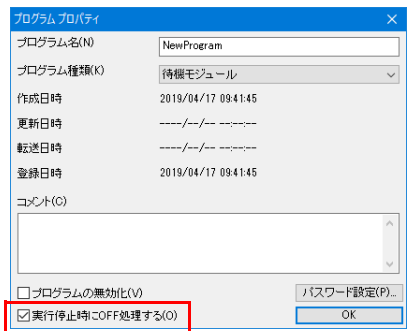 プログラム プロパティ
プログラム名(N) NewProgram
プログラム種類(K) 待機モジュール
作成日時 2019/04/17 09:41:45
更新日時 ----/--/-- --:--:--
転送日時 ----/--/-- --:--:--
登録日時 2019/04/17 09:41:45
コメント(C)
プログラムの無効化(V) パスワード設定(P)...
実行停止時にOFF処理する(O) OK